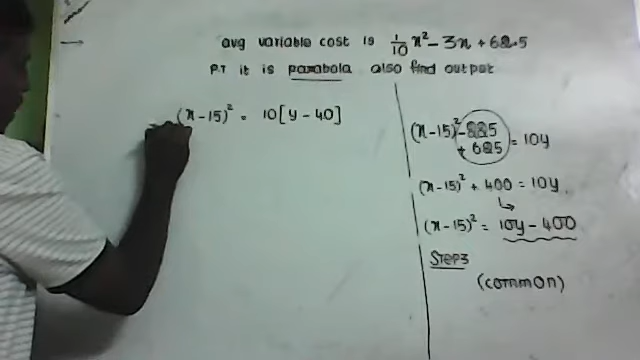 avg variable cost is 1/10 x² - 3x + 62.5
P.T it is parabola also find output
(x - 15)² = 10[y - 40]
(x - 15)² - 225 + 625 = 10y
(x - 15)² + 400 = 10y
(x - 15)² = 10y - 400
Step3
(common)